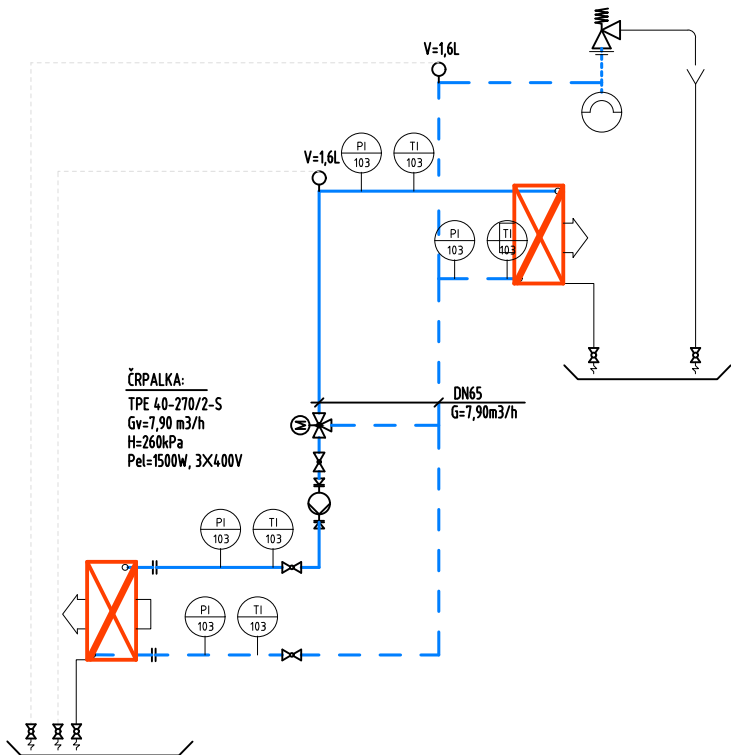 V=1,6L
PI
103
TI
103
V=1,6L
PI
103
TI
103
ČRPALKA:
TPE 40-270/2-S
Gv=7,90 m3/h
H=260kPa
Pel=1500W, 3X400V
DN65
G=7,90m3/h
M
PI
103
TI
103
PI
103
TI
103